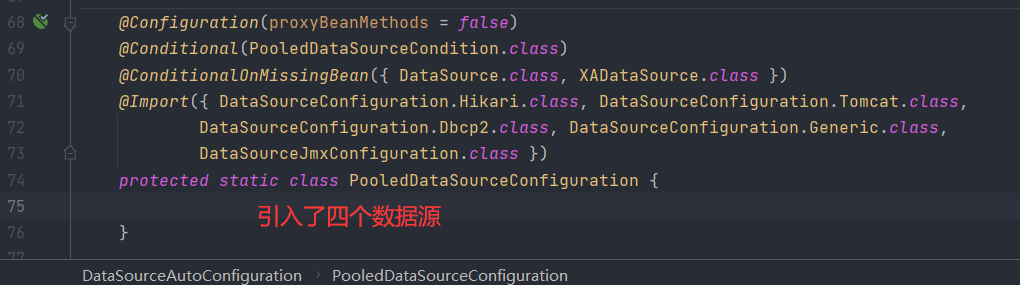 68 @Configuration(proxyBeanMethods = false)
69 @Conditional(PooledDataSourceCondition.class)
70 @ConditionalOnMissingBean({ DataSource.class, XADataSource.class })
71 @Import({ DataSourceConfiguration.Hikari.class, DataSourceConfiguration.Tomcat.class,
72 DataSourceConfiguration.Dbcp2.class, DataSourceConfiguration.Generic.class,
73 DataSourceJmxConfiguration.class })
74 protected static class PooledDataSourceConfiguration {
75 引入了四个数据源
76 }
77
DataSourceAutoConfiguration › PooledDataSourceConfiguration